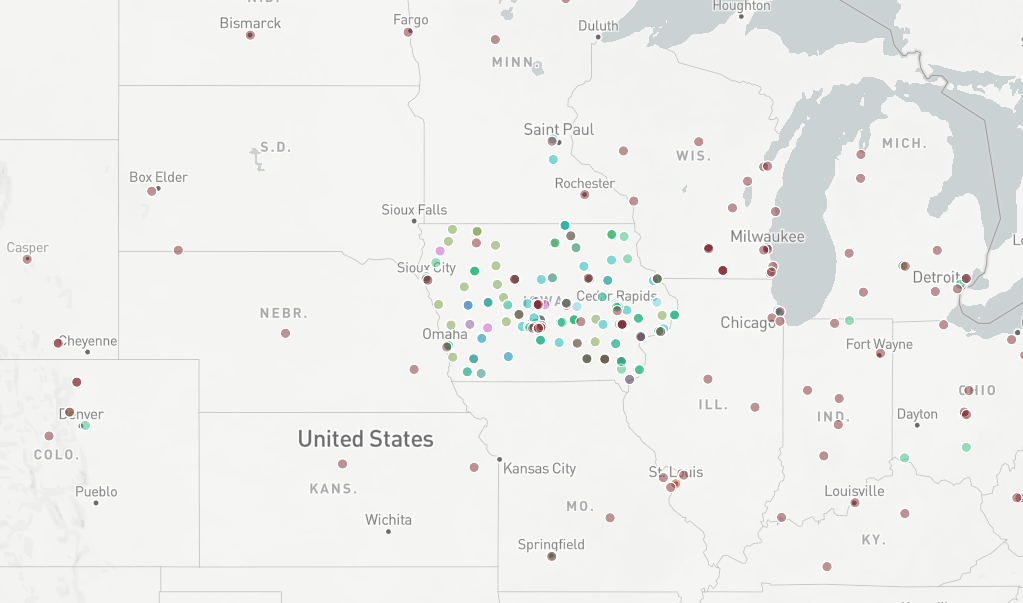 Houghton
Bismarck
Fargo
Duluth
MINN.
Saint Paul
MICH.
S.D.
WIS.
Box Elder
Rochester
Sioux Falls
Milwaukee
Casper
Sioux City
Detroit
IOWA
Cedar Rapids
NEBR.
Chicago
Omaha
Cheyenne
Fort Wayne
OHIO
ILL.
Denver
IND.
Dayton
United States
COLO.
Kansas City
St. Louis
KANS.
Pueblo
Louisville
MO.
Wichita
KY.
Springfield